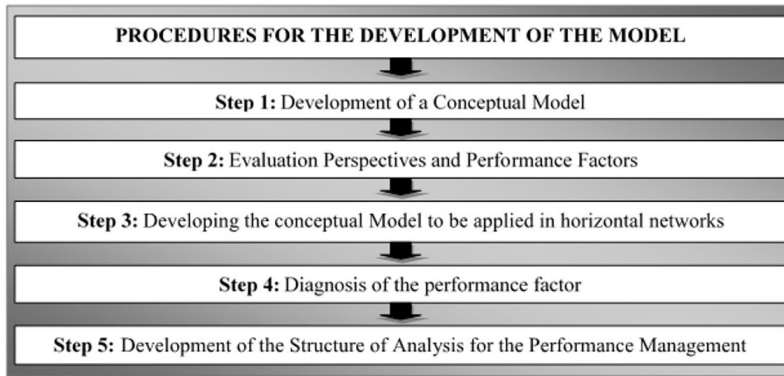 PROCEDURES FOR THE DEVELOPMENT OF THE MODEL
Step 1: Development of a Conceptual Model
Step 2: Evaluation Perspectives and Performance Factors
Step 3: Developing the conceptual Model to be applied in horizontal networks
Step 4: Diagnosis of the performance factor
Step 5: Development of the Structure of Analysis for the Performance Management